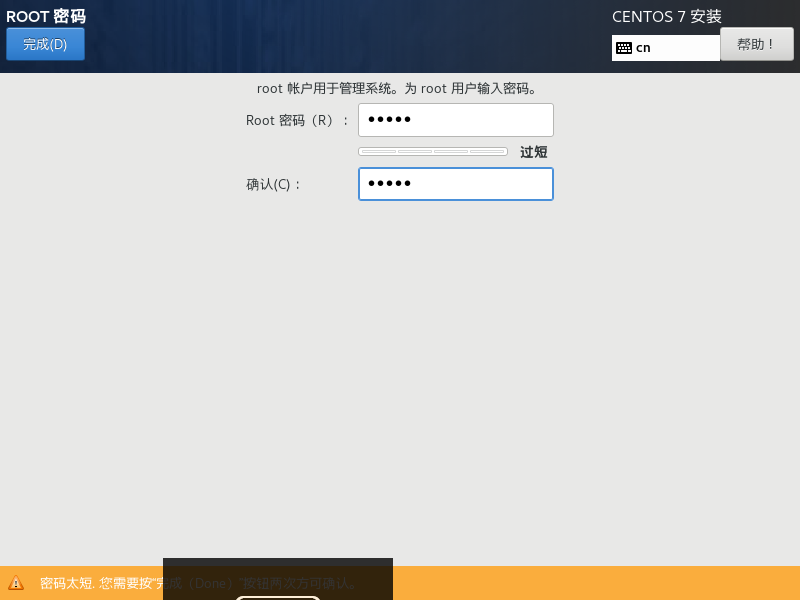 ROOT 密码
CENTOS 7 安装
完成(D)
cn
帮助！
root 帐户用于管理系统。为 root 用户输入密码。
Root 密码（R）：
过短
确认(C)：
密码太短. 您需要按“完成（Done）”按钮两次方可确认。